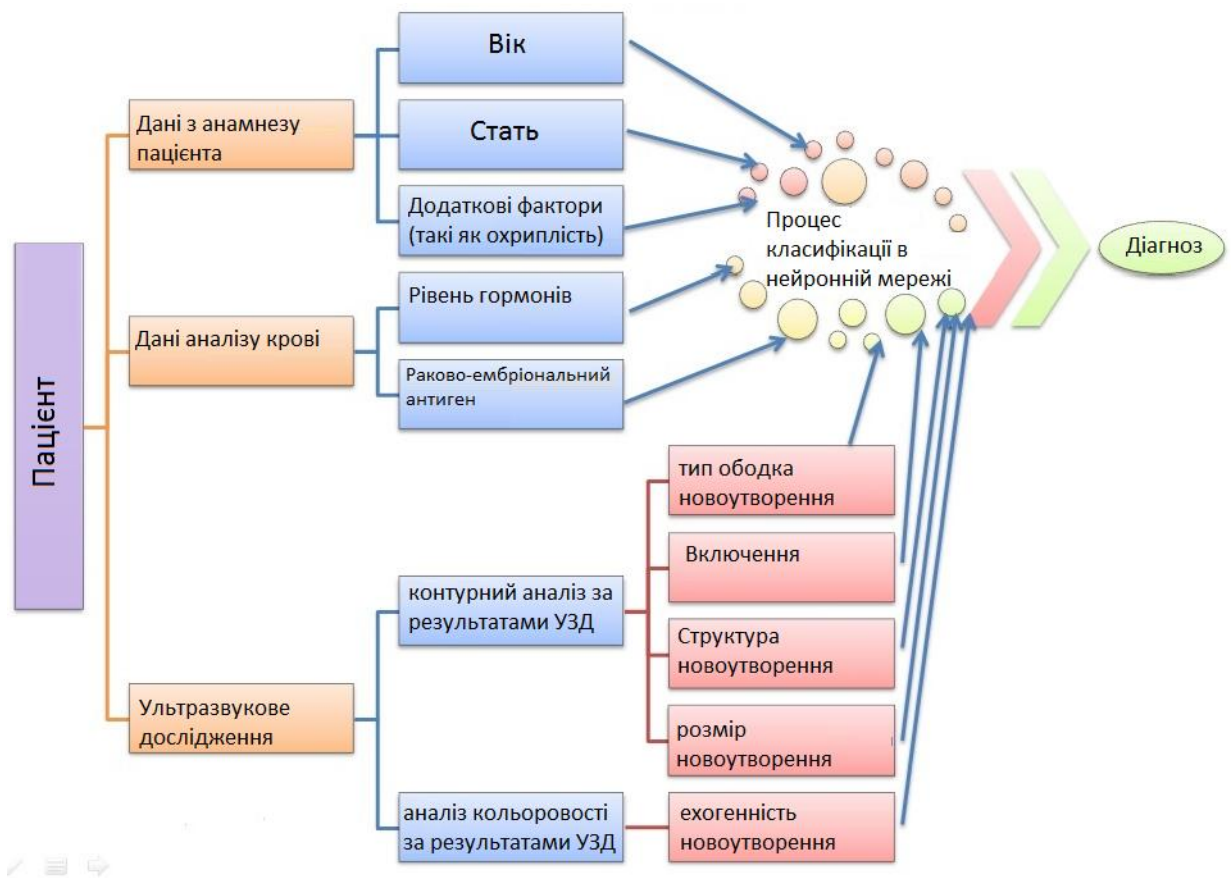 Вік
Дані з анамнезу
пацієнта
Стать
Додаткові фактори
(такі як охриплість)
Процес
класифікації в
нейронній мережі
Діагноз
Пацієнт
Дані аналізу крові
Рівень гормонів
Раково-ембріональний
антиген
тип ободка
новоутворення
Включення
контурний аналіз за
результатами УЗД
Структура
новоутворення
Ультразвукове
дослідження
розмір
новоутворення
аналіз кольоровості
за результатами УЗД
ехогенність
новоутворення